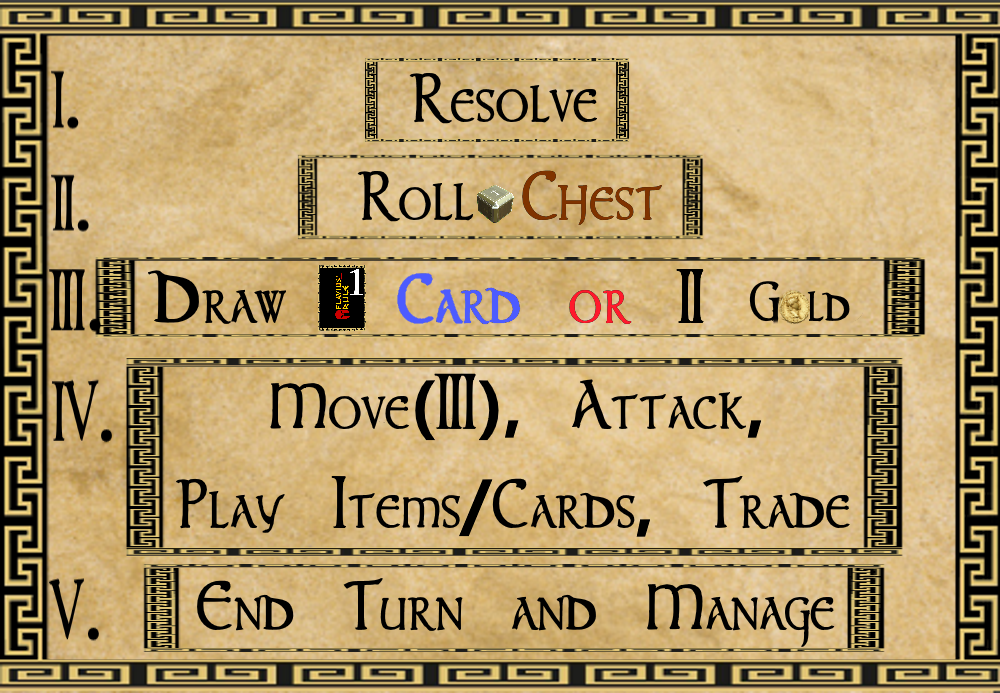 I. Resolve
II. Roll Chest
III. Draw 1 Card or II Gold
IV. Move(III), Attack,
Play Items/Cards, Trade
V. End Turn and Manage